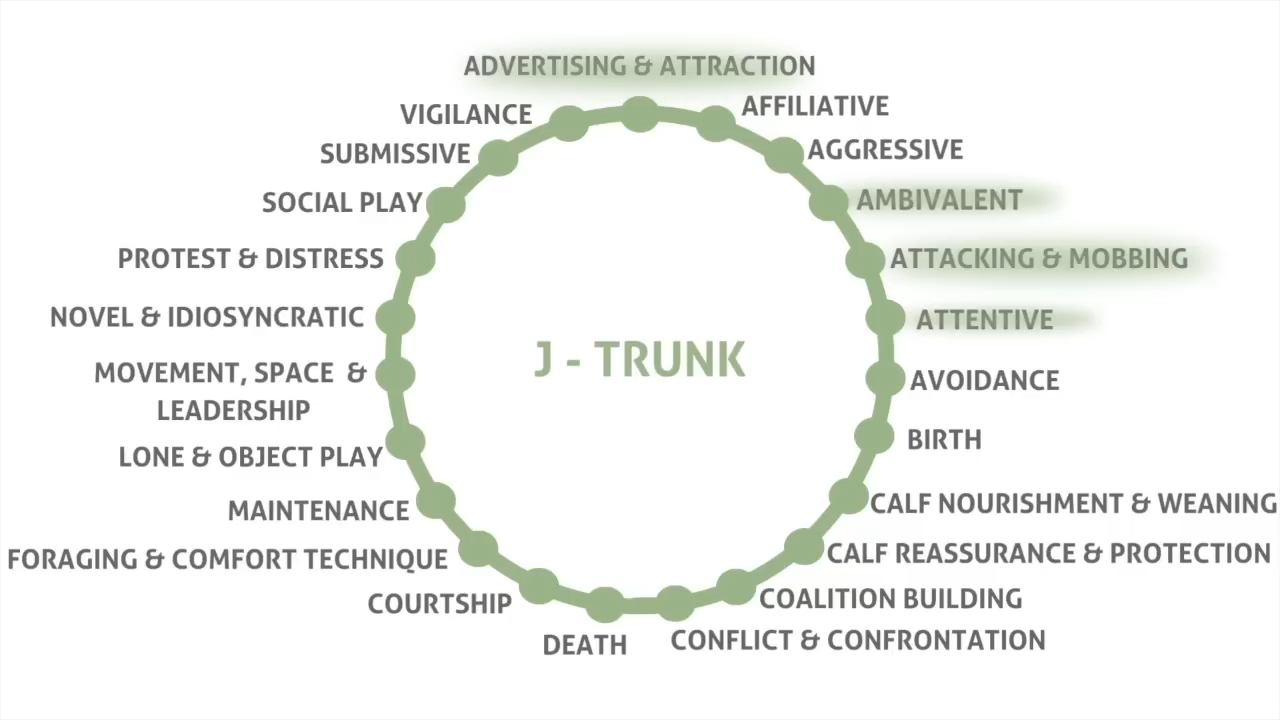 ADVERTISING & ATTRACTION
AFFILIATIVE
AGGRESSIVE
AMBIVALENT
ATTACKING & MOBBING
ATTENTIVE
AVOIDANCE
BIRTH
CALF NOURISHMENT & WEANING
CALF REASSURANCE & PROTECTION
COALITION BUILDING
CONFLICT & CONFRONTATION
DEATH
COURTSHIP
FORAGING & COMFORT TECHNIQUE
MAINTENANCE
LONE & OBJECT PLAY
MOVEMENT, SPACE &
LEADERSHIP
NOVEL & IDIOSYNCRATIC
PROTEST & DISTRESS
SOCIAL PLAY
SUBMISSIVE
VIGILANCE
J - TRUNK